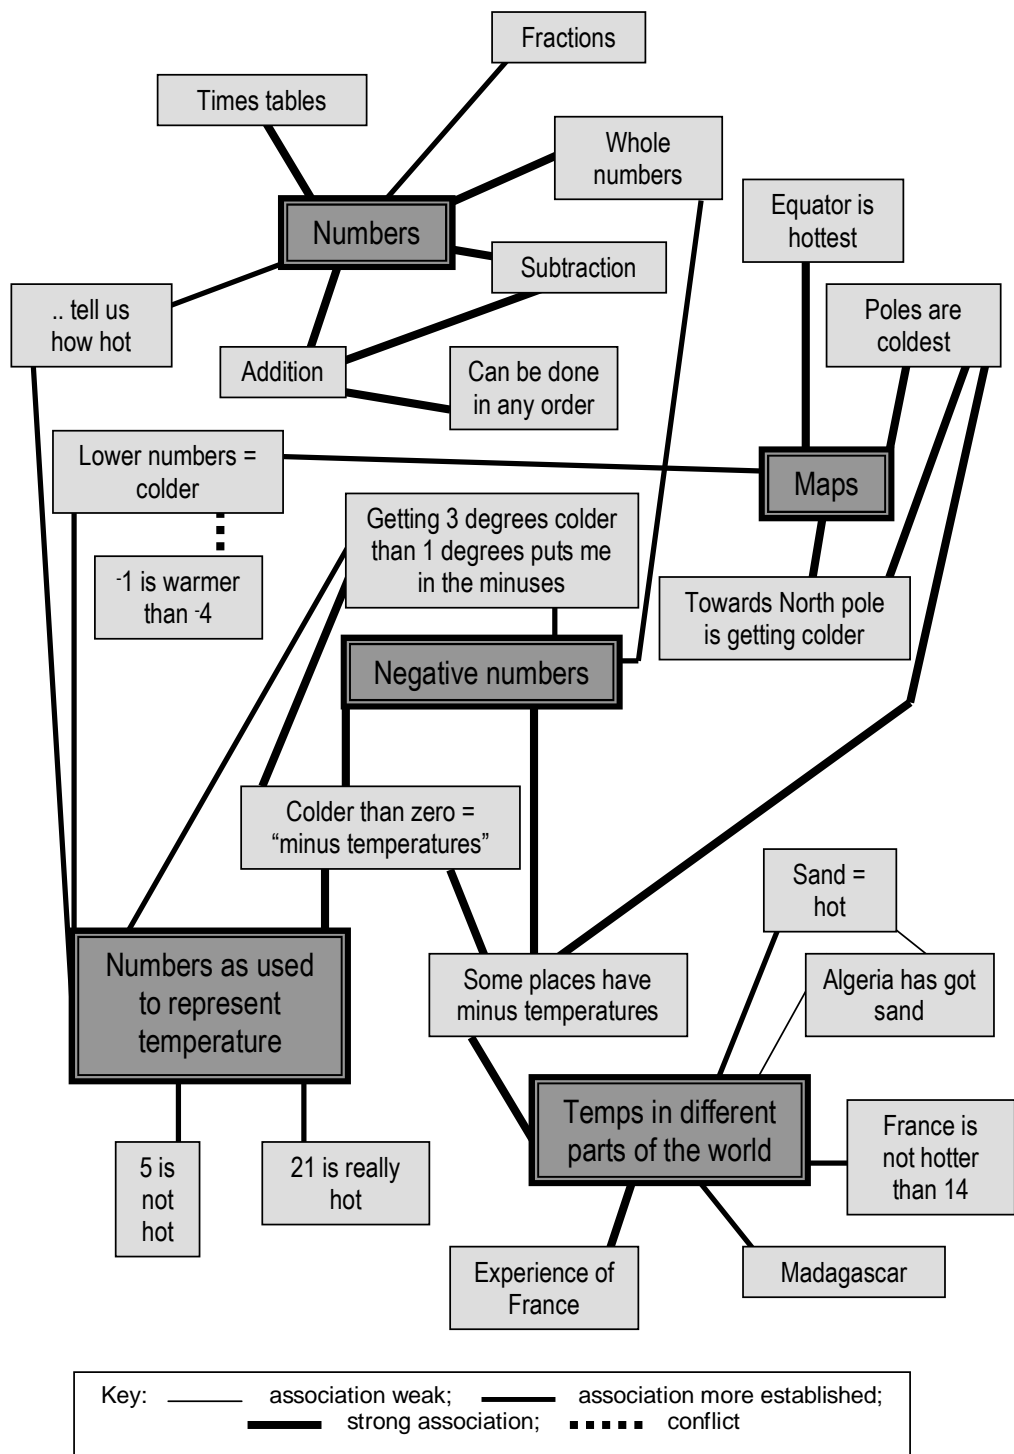 Fractions
Times tables
Whole
numbers
Equator is
hottest
Numbers
Subtraction
.. tell us
how hot
Poles are
coldest
Addition
Can be done
in any order
Lower numbers =
colder
Maps
Getting 3 degrees colder
than 1 degrees puts me
in the minuses
-1 is warmer
than -4
Towards North pole
is getting colder
Negative numbers
Colder than zero =
“minus temperatures”
Sand =
hot
Numbers as used
to represent
temperature
Some places have
minus temperatures
Algeria has got
sand
Temps in different
parts of the world
France is
not hotter
than 14
5 is
not
hot
21 is really
hot
Experience of
France
Madagascar
Key: association weak; association more established;
strong association; conflict